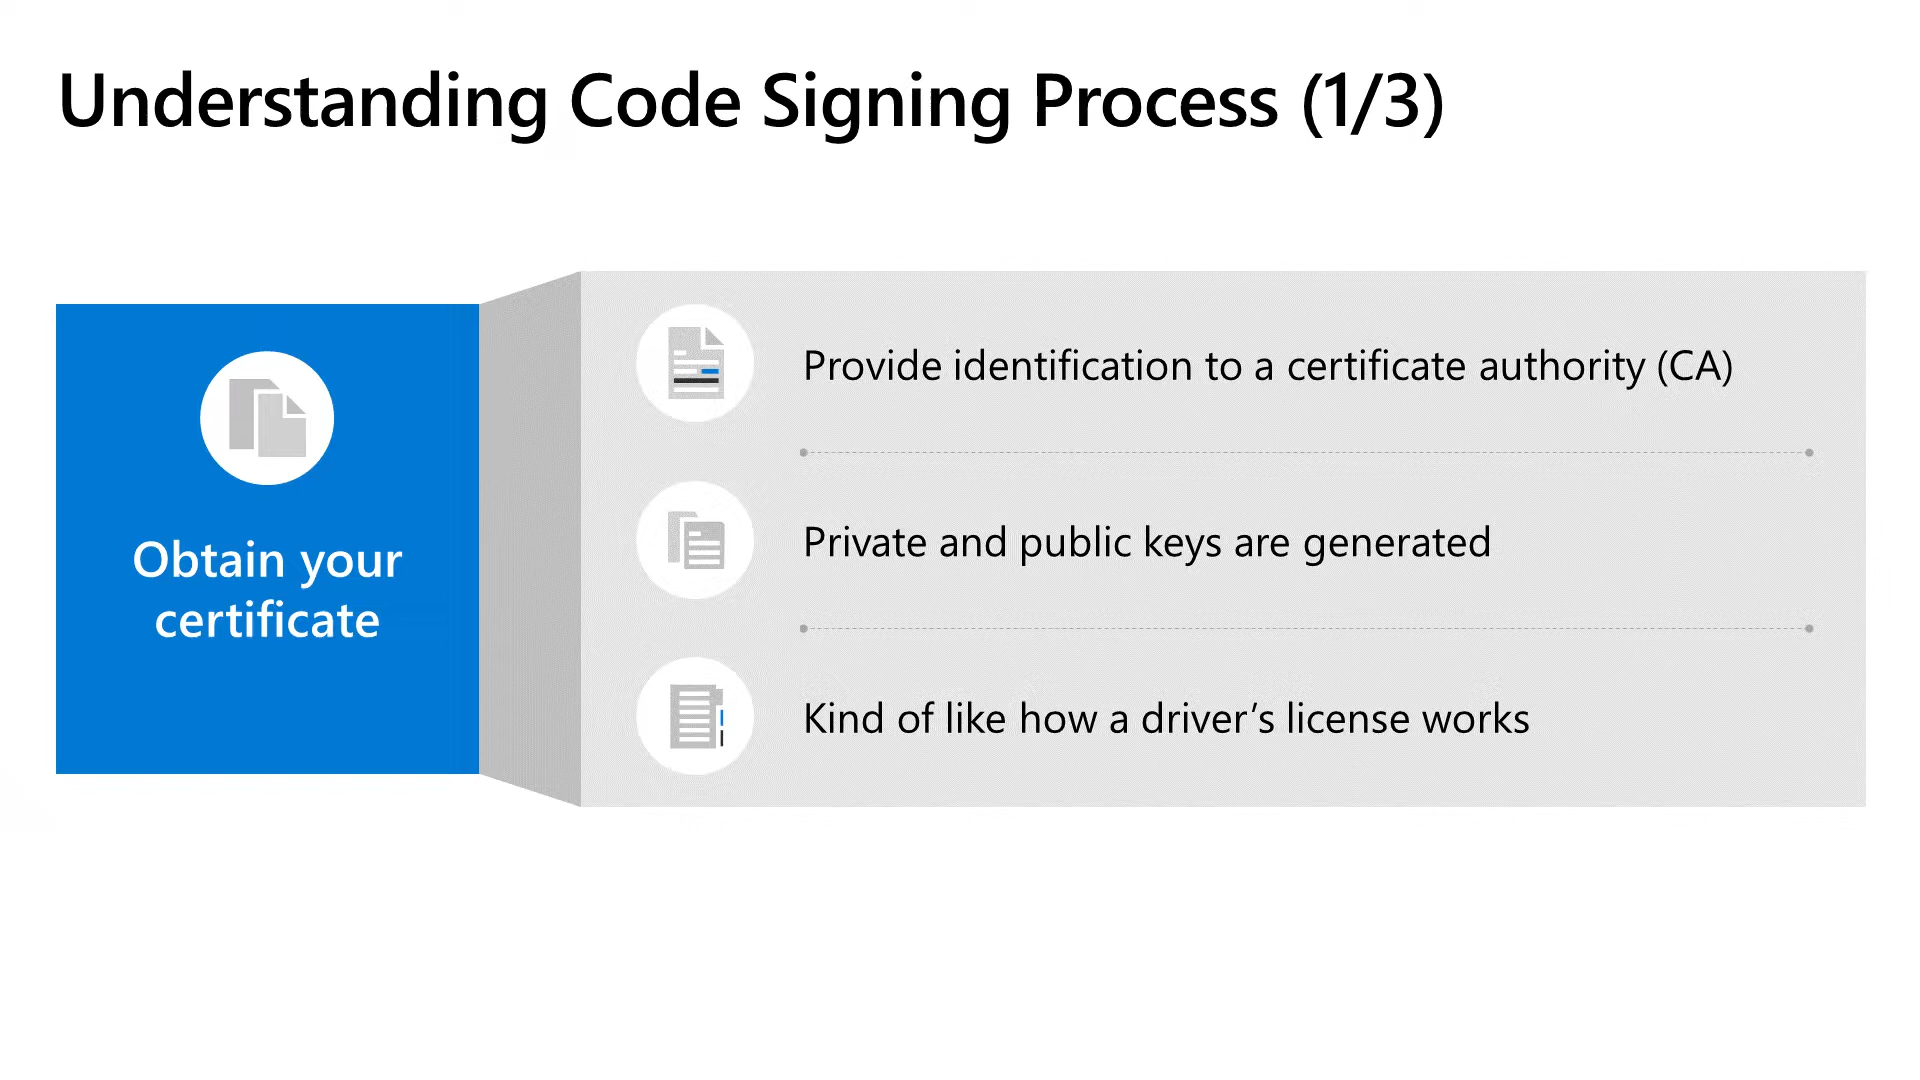 Understanding Code Signing Process (1/3)
Obtain your
certificate
Provide identification to a certificate authority (CA)
Private and public keys are generated
Kind of like how a driver’s license works